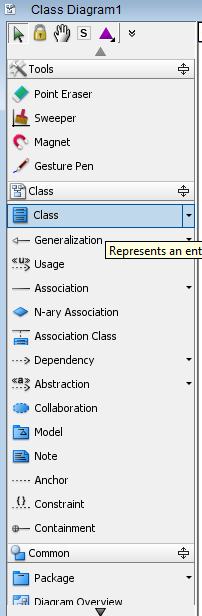 Class Diagram1
S
Tools
Point Eraser
Sweeper
Magnet
Gesture Pen
Class
Class
Generalization
Represents an ent
«u» Usage
Association
N-ary Association
Association Class
Dependency
«a» Abstraction
Collaboration
Model
Note
Anchor
{} Constraint
Containment
Common
Package
Diagram Overview